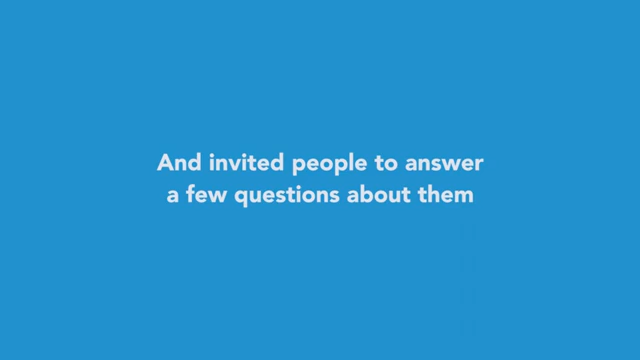 And invited people to answer
a few questions about them